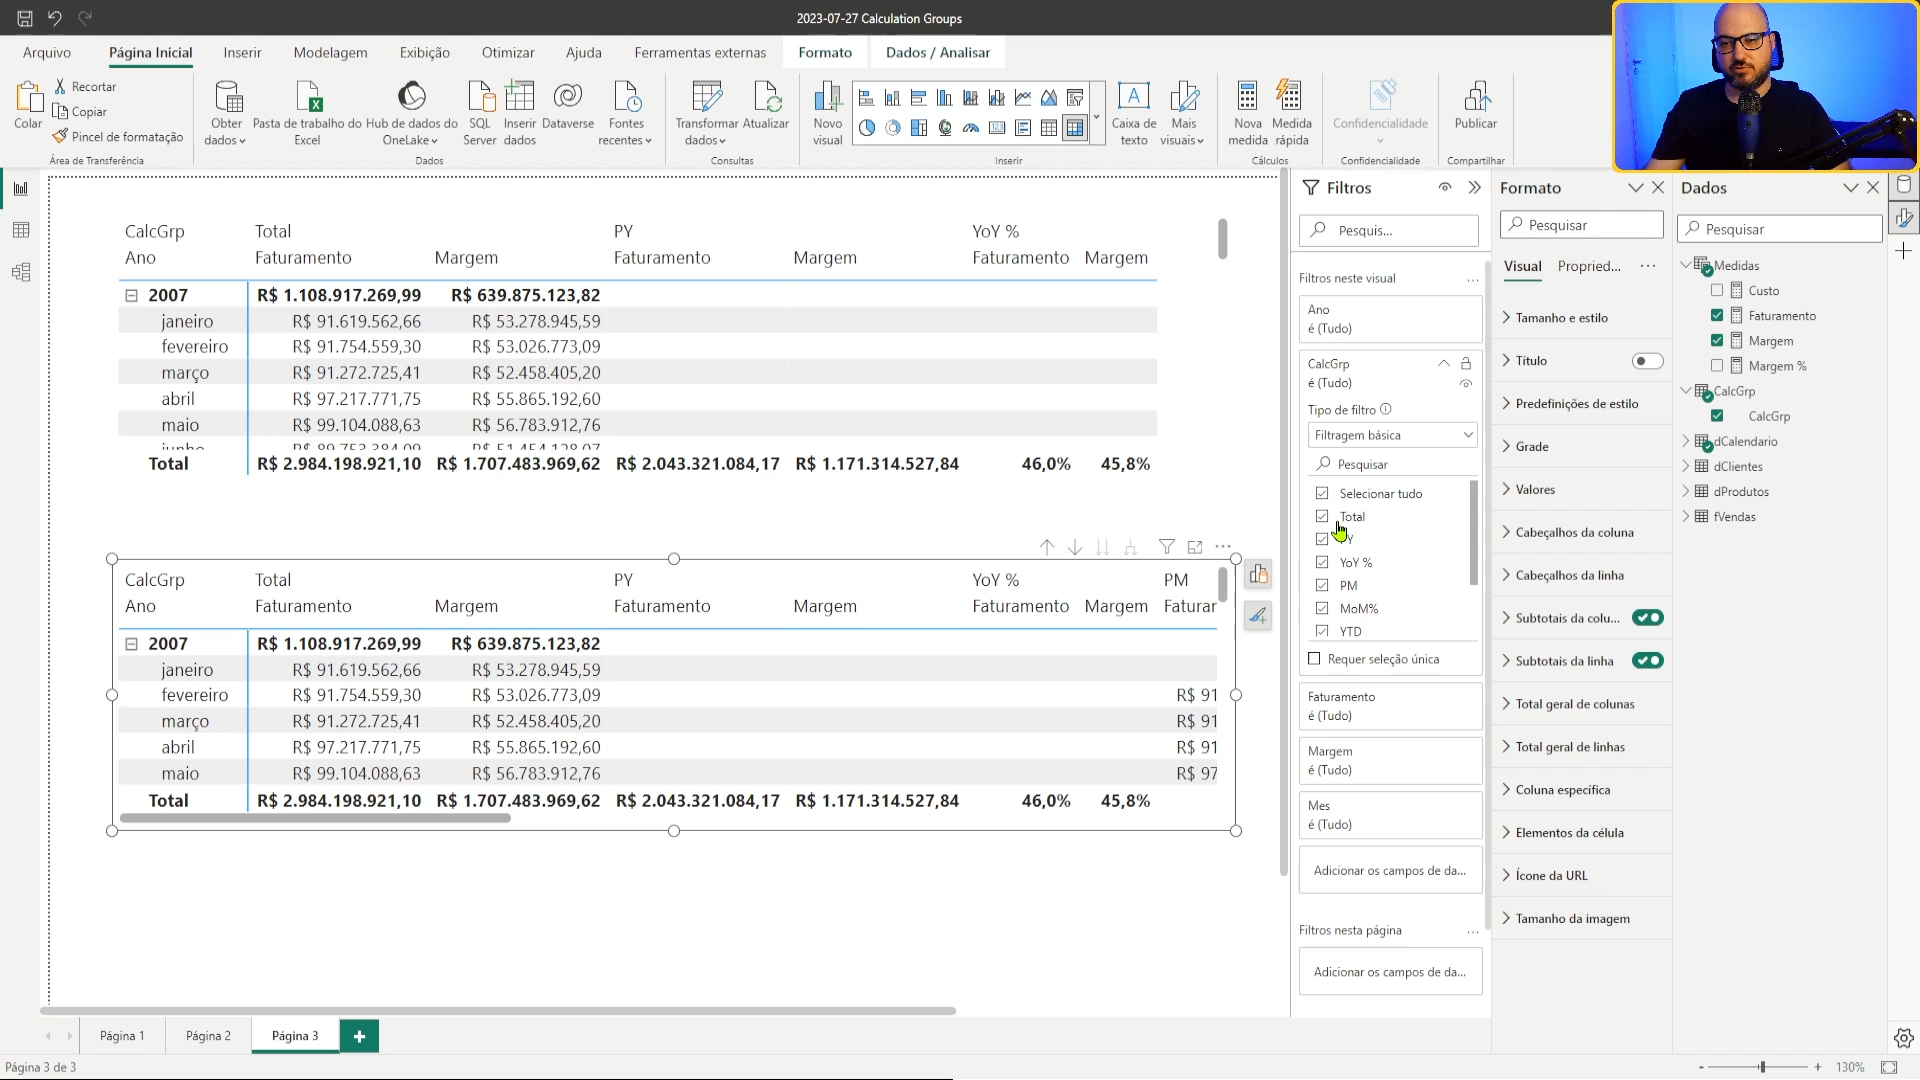 2023-07-27 Calculation Groups
Arquivo
Página Inicial
Inserir
Modelagem
Exibição
Otimizar
Ajuda
Ferramentas externas
Formato
Dados / Analisar
Colar
Recortar
Copiar
Pincel de formatação
Área de Transferência
Obter dados
Pasta de trabalho do Excel
Hub de dados do OneLake
SQL Server
Inserir dados
Dataverse
Fontes recentes
Dados
Transformar dados
Atualizar
Consultas
Novo visual
Caixa de texto
Mais visuais
Inserir
Nova medida
Medida rápida
Cálculos
Confidencialidade
Confidencialidade
Publicar
Compartilhar
CalcGrp Total PY YoY %
Ano Faturamento Margem Faturamento Margem Faturamento Margem
2007 R$ 1.108.917.269,99 R$ 639.875.123,82
janeiro R$ 91.619.562,66 R$ 53.278.945,59
fevereiro R$ 91.754.559,30 R$ 53.026.773,09
março R$ 91.272.725,41 R$ 52.458.405,20
abril R$ 97.217.771,75 R$ 55.865.192,60
maio R$ 99.104.088,63 R$ 56.783.912,76
junho R$ 89.753.384,09 R$ 51.454.128,07
Total R$ 2.984.198.921,10 R$ 1.707.483.969,62 R$ 2.043.321.084,17 R$ 1.171.314.527,84 46,0% 45,8%
CalcGrp Total PY YoY % PM
Ano Faturamento Margem Faturamento Margem Faturamento Margem Faturar
2007 R$ 1.108.917.269,99 R$ 639.875.123,82
janeiro R$ 91.619.562,66 R$ 53.278.945,59
fevereiro R$ 91.754.559,30 R$ 53.026.773,09 R$ 91
março R$ 91.272.725,41 R$ 52.458.405,20 R$ 91
abril R$ 97.217.771,75 R$ 55.865.192,60 R$ 91
maio R$ 99.104.088,63 R$ 56.783.912,76 R$ 97
Total R$ 2.984.198.921,10 R$ 1.707.483.969,62 R$ 2.043.321.084,17 R$ 1.171.314.527,84 46,0% 45,8%
Filtros
Pesquis...
Filtros neste visual ...
Ano
é (Tudo)
CalcGrp
é (Tudo)
Tipo de filtro
Filtragem básica
Pesquisar
Selecionar tudo
Total
Y
YoY %
PM
MoM%
YTD
Requer seleção única
Faturamento
é (Tudo)
Margem
é (Tudo)
Mes
é (Tudo)
Adicionar os campos de da...
Filtros nesta página ...
Adicionar os campos de da...
Formato
Pesquisar
Visual
Propried...
...
Tamanho e estilo
Título
Predefinições de estilo
Grade
Valores
Cabeçalhos da coluna
Cabeçalhos da linha
Subtotais da colu...
Subtotais da linha
Total geral de colunas
Total geral de linhas
Coluna específica
Elementos da célula
Ícone da URL
Tamanho da imagem
Dados
Pesquisar
Medidas
Custo
Faturamento
Margem
Margem %
CalcGrp
CalcGrp
dCalendario
dClientes
dProdutos
fVendas
Página 1
Página 2
Página 3
+
Página 3 de 3
- + 130%